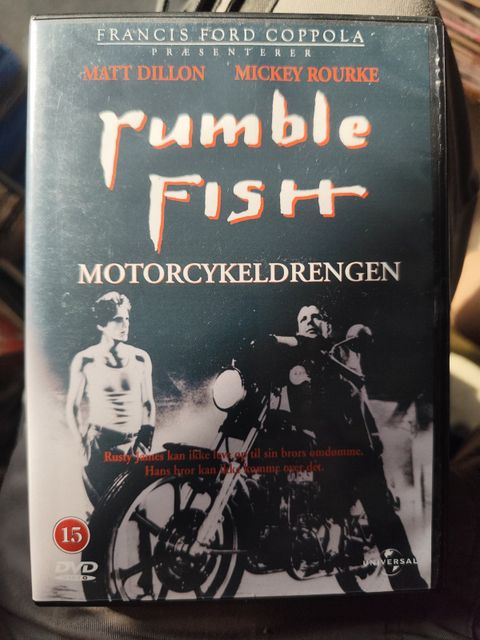 FRANCIS FORD COPPOLA
PRÆSENTERER
MATT DILLON MICKEY ROURKE
rumble
FISH
MOTORCYKELDRENGEN
Rusty James kan ikke leve op til sin brors omdømme.
Hans bror kan ikke komme over det.
15
DVD
VIDEO
UNIVERSAL